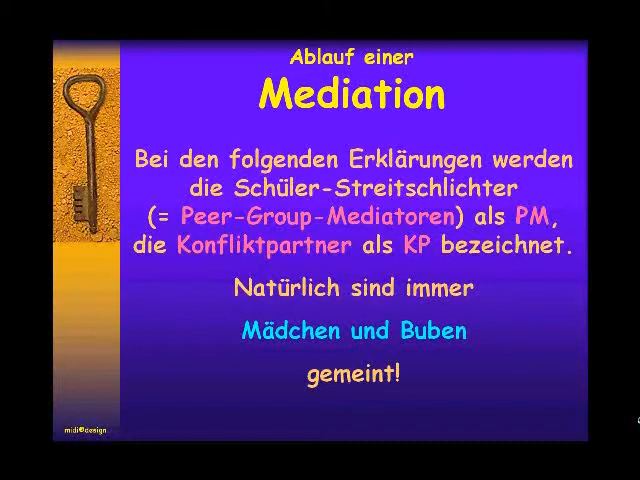 Ablauf einer
Mediation
Bei den folgenden Erklärungen werden
die Schüler-Streitschlichter
(= Peer-Group-Mediatoren) als PM,
die Konfliktpartner als KP bezeichnet.
Natürlich sind immer
Mädchen und Buben
gemeint!
midi@design